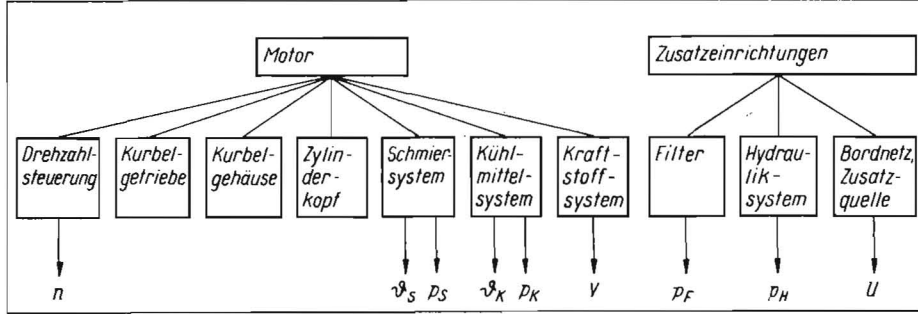 Motor
Zusatzeinrichtungen
Drehzahl-
steuerung
Kurbel-
getriebe
Kurbel-
gehäuse
Zylin-
der-
kopf
Schmier-
system
Kühl-
mittel-
system
Kraft-
stoff-
system
Filter
Hydrau-
lik-
system
Bordnetz,
Zusatz-
quelle
n
ϑS pS
ϑK pK
V
pF
pH
U